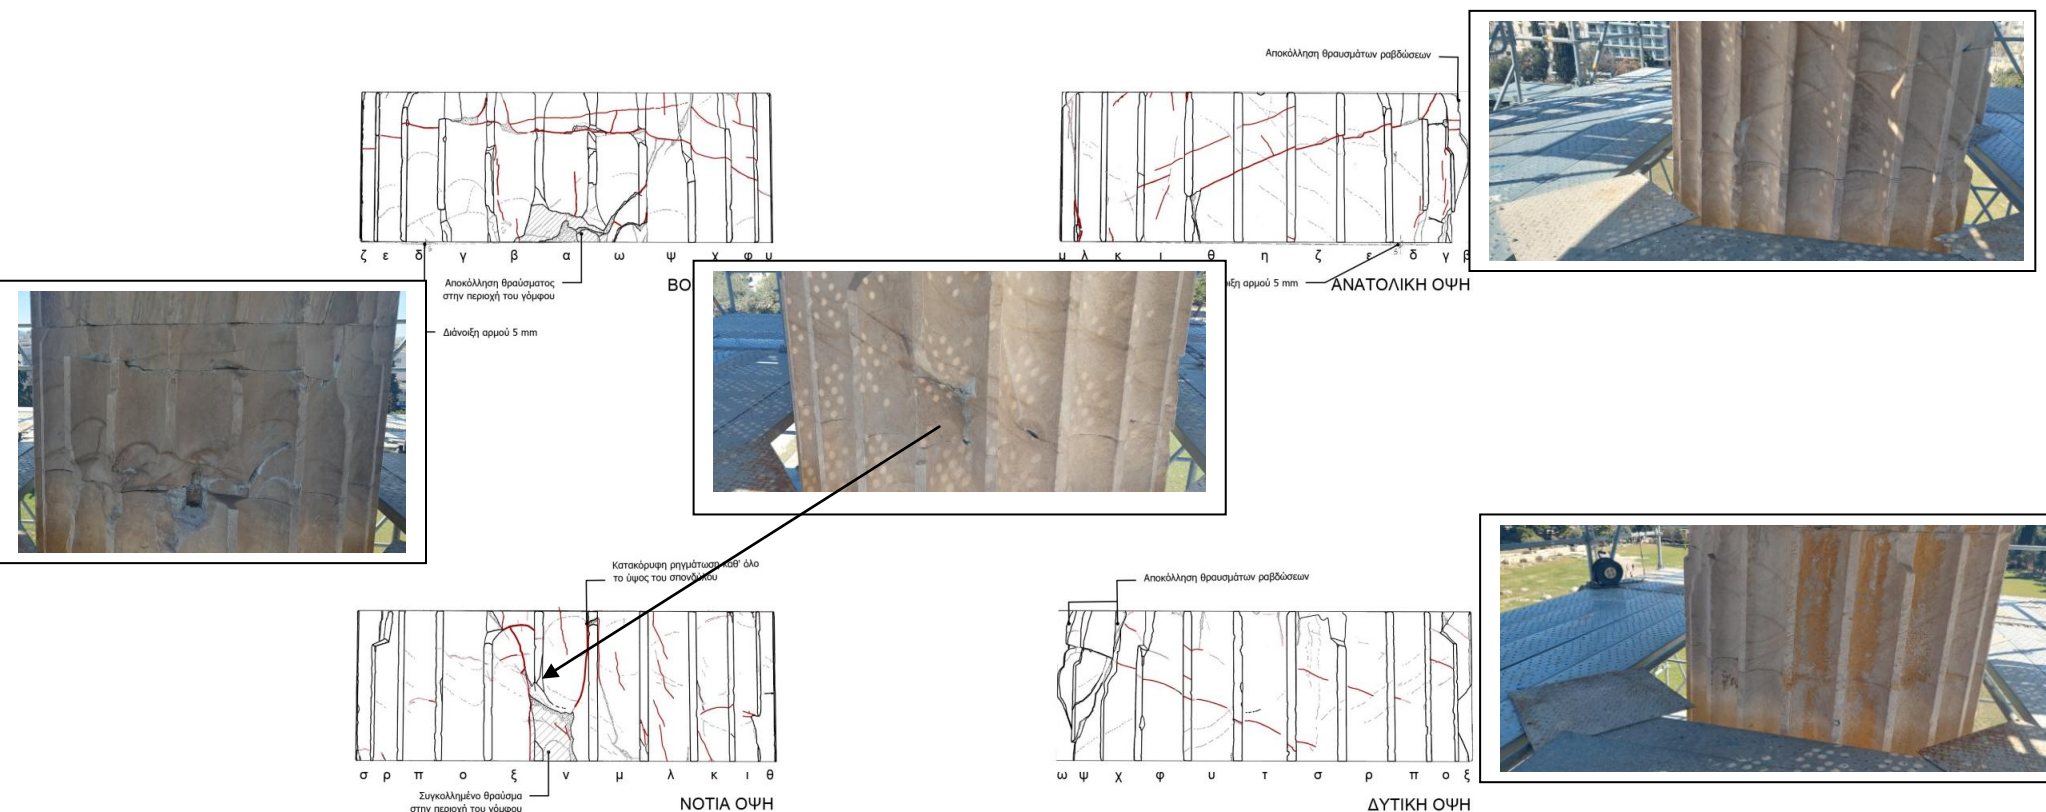 Αποκόλληση θραυσμάτων ραβδώσεων
ζ ε δ γ β α ω ψ χ φ υ
Αποκόλληση θραύσματος
στην περιοχή του γόμφου
ΒΟ
Διάνοιξη αρμού 5 mm
μ λ κ ι θ η ζ ε δ γ β
αρμού 5 mm
ΑΝΑΤΟΛΙΚΗ ΟΨΗ
Κατακόρυφη ρηγμάτωση καθ' όλο
το ύψος του σπονδύλου
σ ρ π ο ξ ν μ λ κ ι θ
Συγκολλημένο θραύσμα
στην περιοχή του γόμφου
ΝΟΤΙΑ ΟΨΗ
Αποκόλληση θραυσμάτων ραβδώσεων
ω ψ χ φ υ τ σ ρ π ο ξ
ΔΥΤΙΚΗ ΟΨΗ